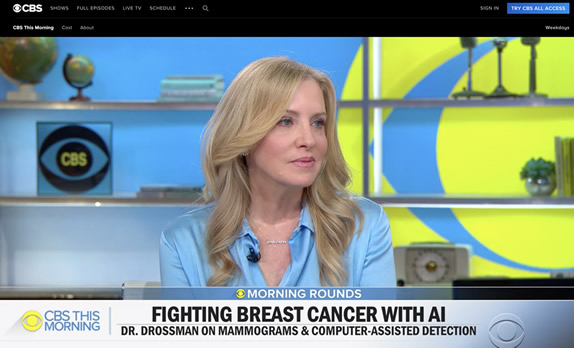 CBS SHOWS FULL EPISODES LIVE TV SCHEDULE SIGN IN TRY CBS ALL ACCESS
CBS This Morning Cast About Weekdays
CBS
MORNING ROUNDS
CBS THIS MORNING
FIGHTING BREAST CANCER WITH AI
DR. DROSSMAN ON MAMMOGRAMS & COMPUTER-ASSISTED DETECTION